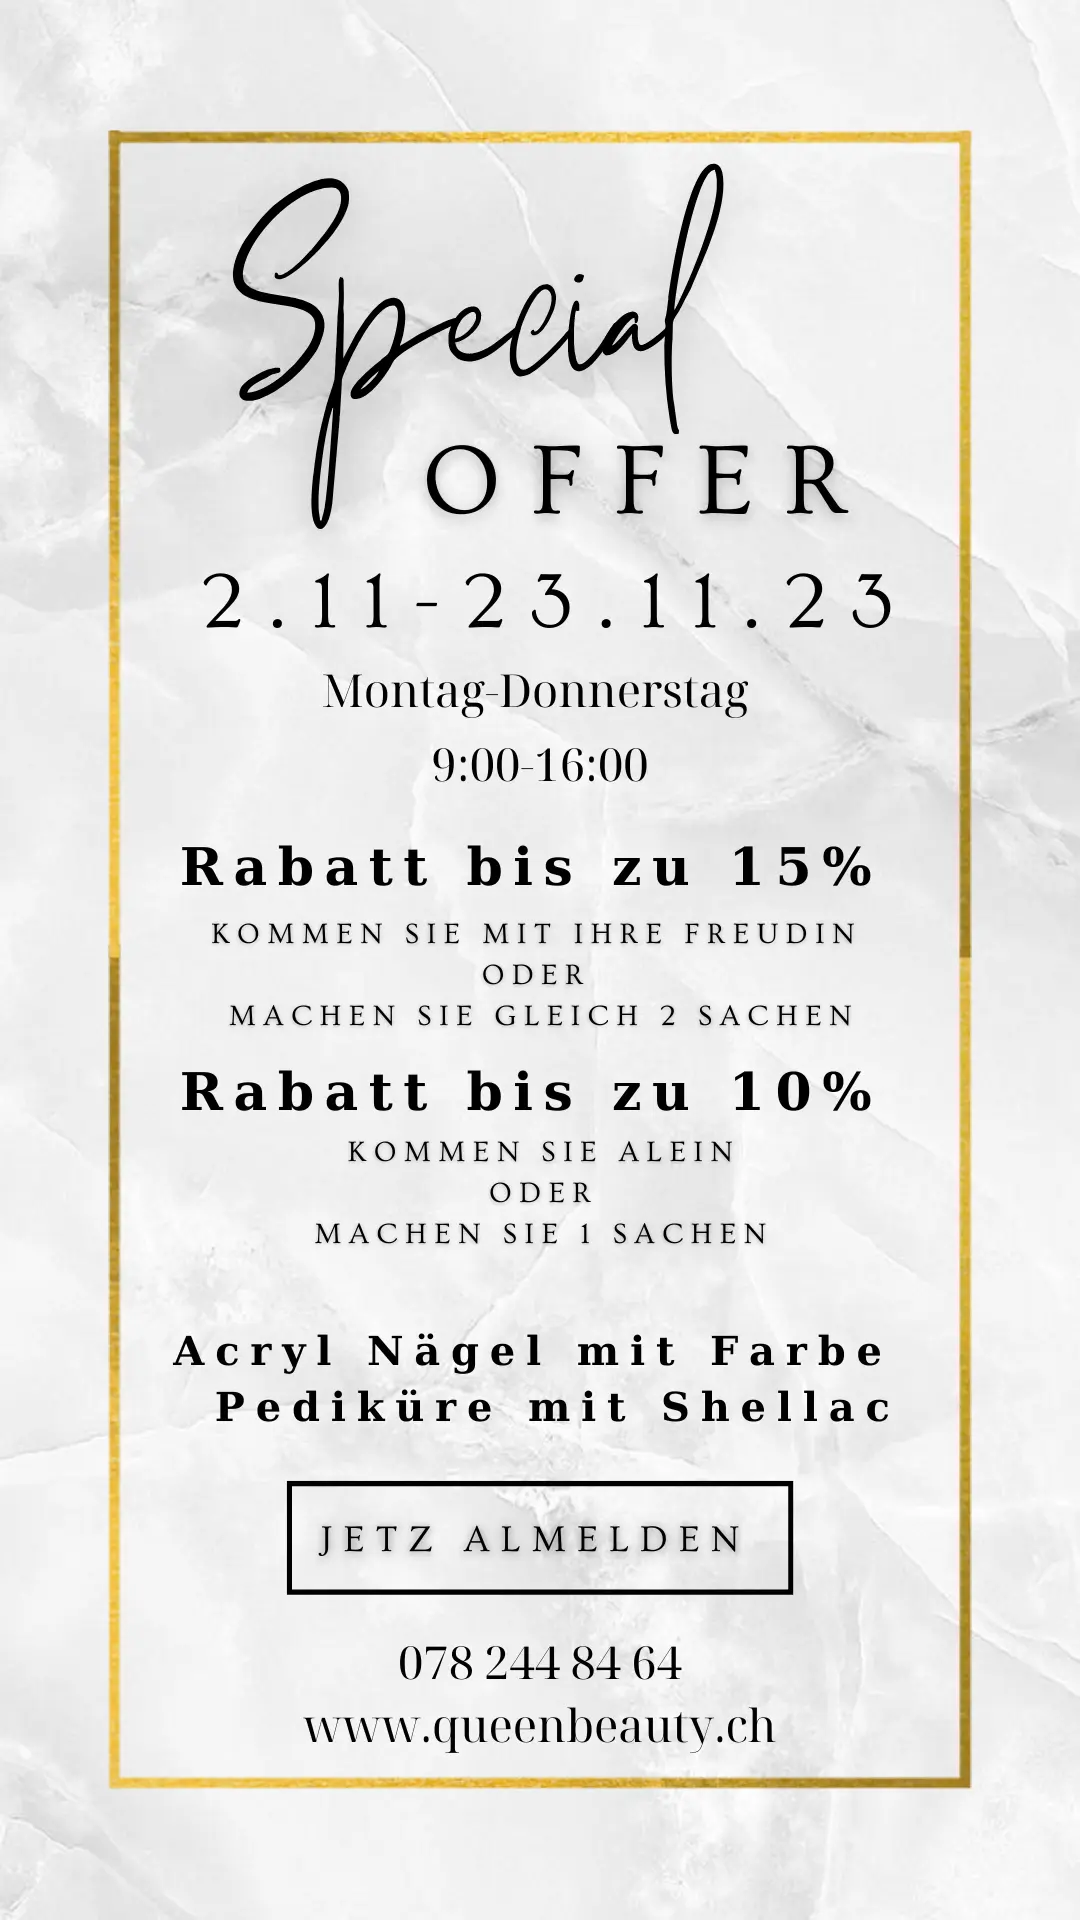 Special
OFFER
2.11-23.11.23
Montag-Donnerstag
9:00-16:00
Rabatt bis zu 15%
KOMMEN SIE MIT IHRE FREUDIN
ODER
MACHEN SIE GLEICH 2 SACHEN
Rabatt bis zu 10%
KOMMEN SIE ALEIN
ODER
MACHEN SIE 1 SACHEN
Acryl Nägel mit Farbe
Pediküre mit Shellac
JETZ ALMELDEN
078 244 84 64
www.queenbeauty.ch